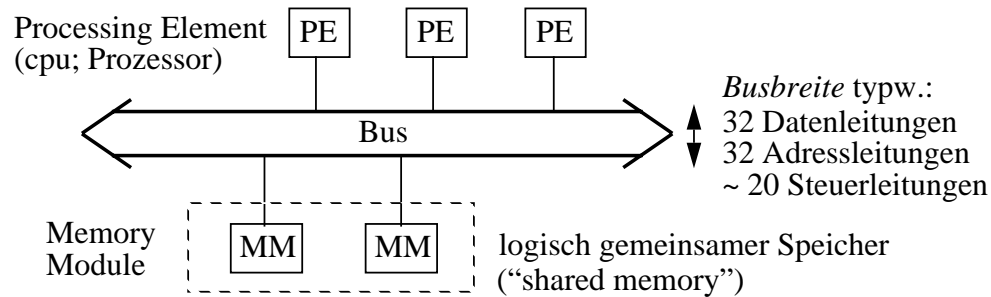 Processing Element
(cpu; Prozessor)
PE
PE
PE
Bus
Busbreite typw.:
32 Datenleitungen
32 Adressleitungen
~ 20 Steuerleitungen
Memory
Module
MM
MM
logisch gemeinsamer Speicher
(“shared memory”)